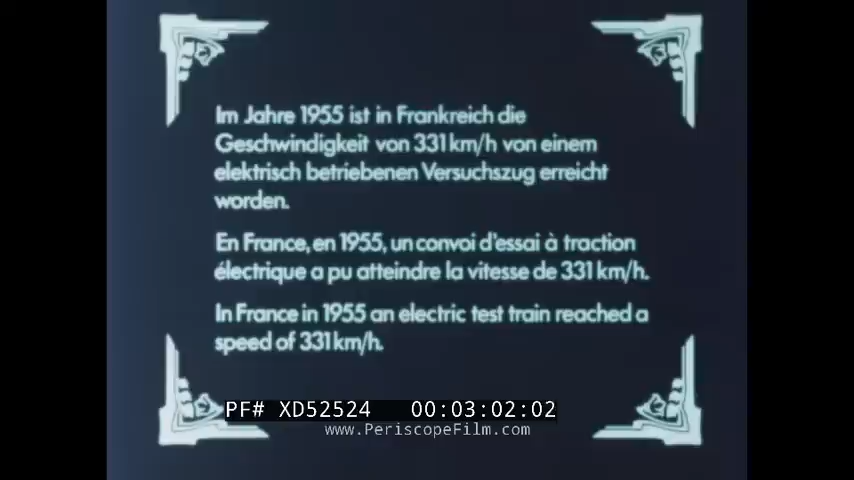 Im Jahre 1955 ist in Frankreich die
Geschwindigkeit von 331 km/h von einem
elektrisch betriebenen Versuchszug erreicht
worden.
En France, en 1955, un convoi d'essai à traction
électrique a pu atteindre la vitesse de 331 km/h.
In France in 1955 an electric test train reached a
speed of 331 km/h.
PF# XD52524 00:03:02:02
www.PeriscopeFilm.com